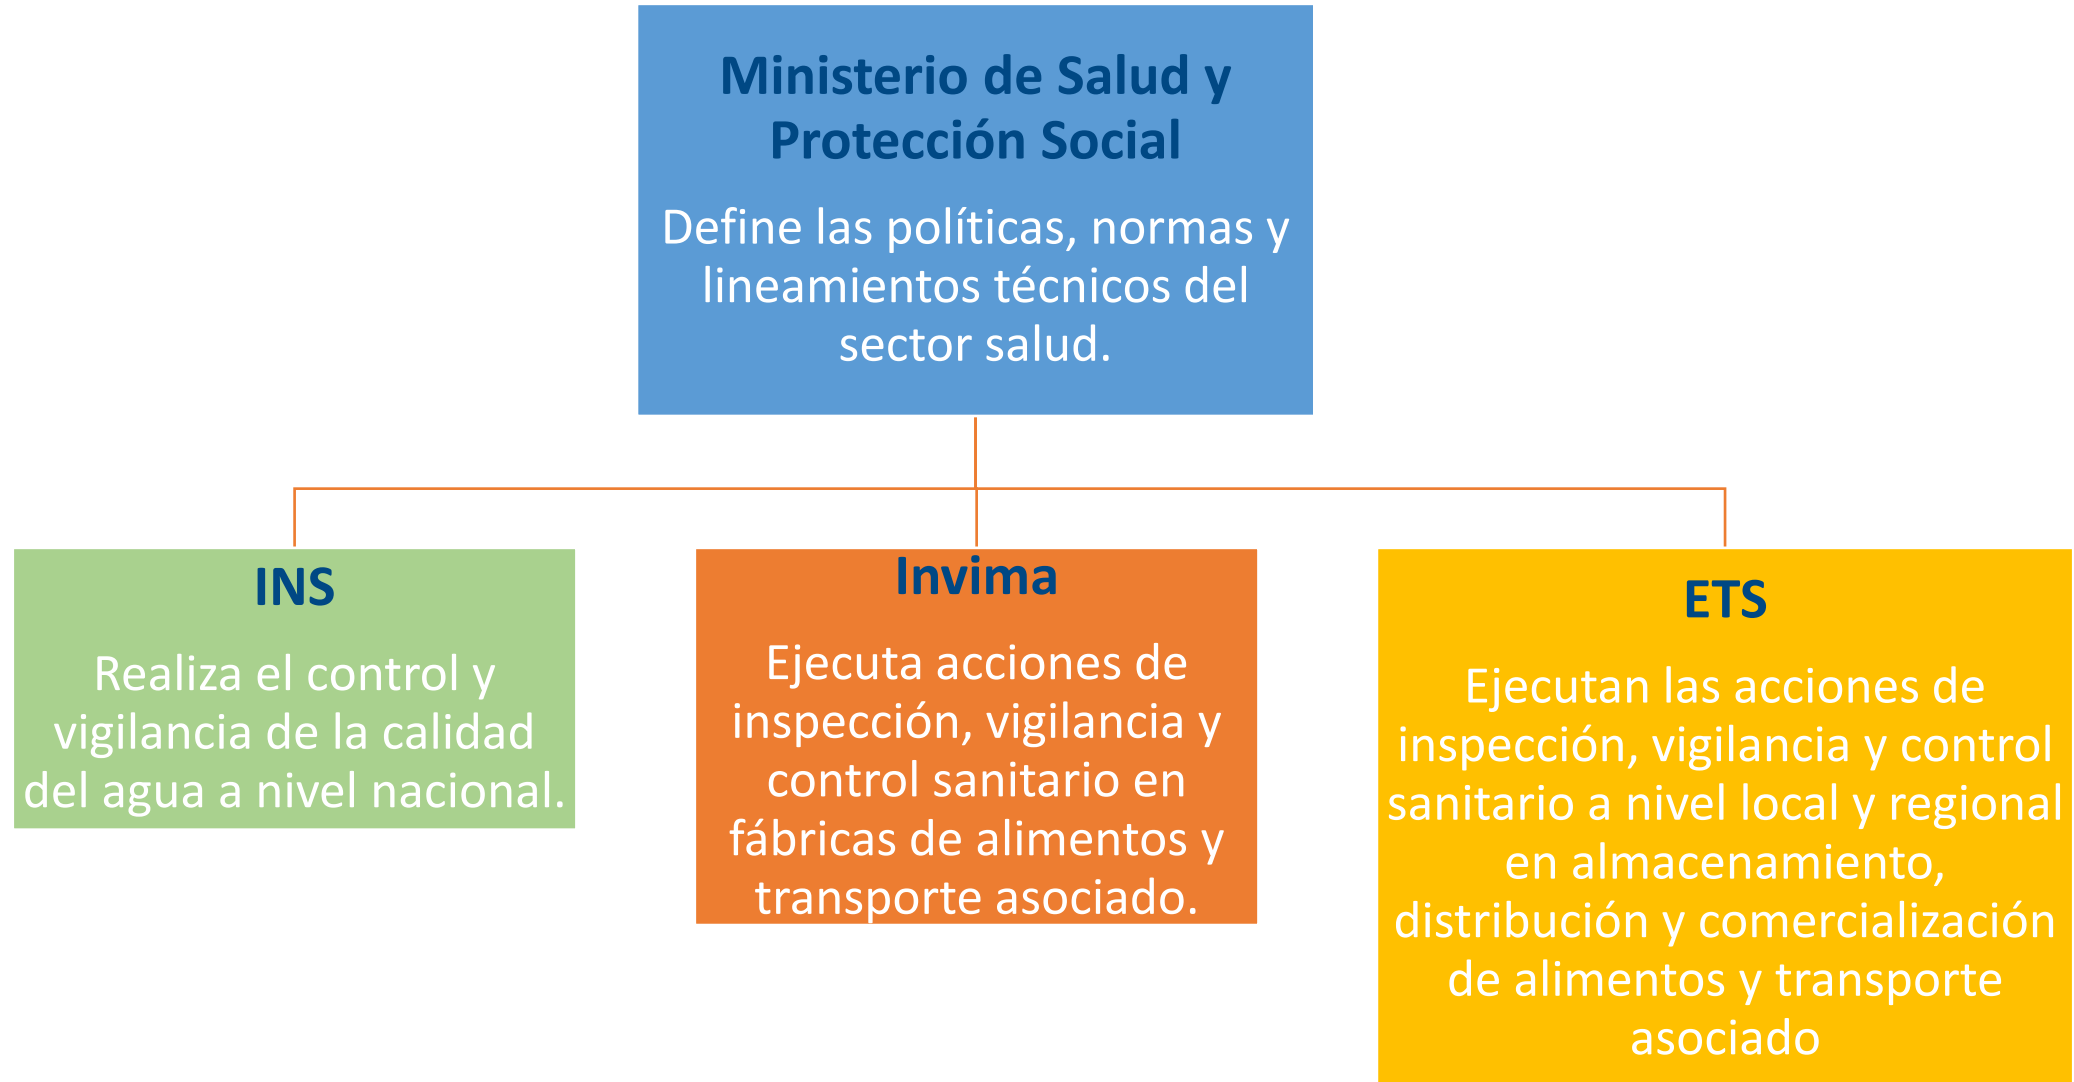 Ministerio de Salud y
Protección Social
Define las políticas, normas y
lineamientos técnicos del
sector salud.
INS
Realiza el control y
vigilancia de la calidad
del agua a nivel nacional.
Invima
Ejecuta acciones de
inspección, vigilancia y
control sanitario en
fábricas de alimentos y
transporte asociado.
ETS
Ejecutan las acciones de
inspección, vigilancia y control
sanitario a nivel local y regional
en almacenamiento,
distribución y comercialización
de alimentos y transporte
asociado